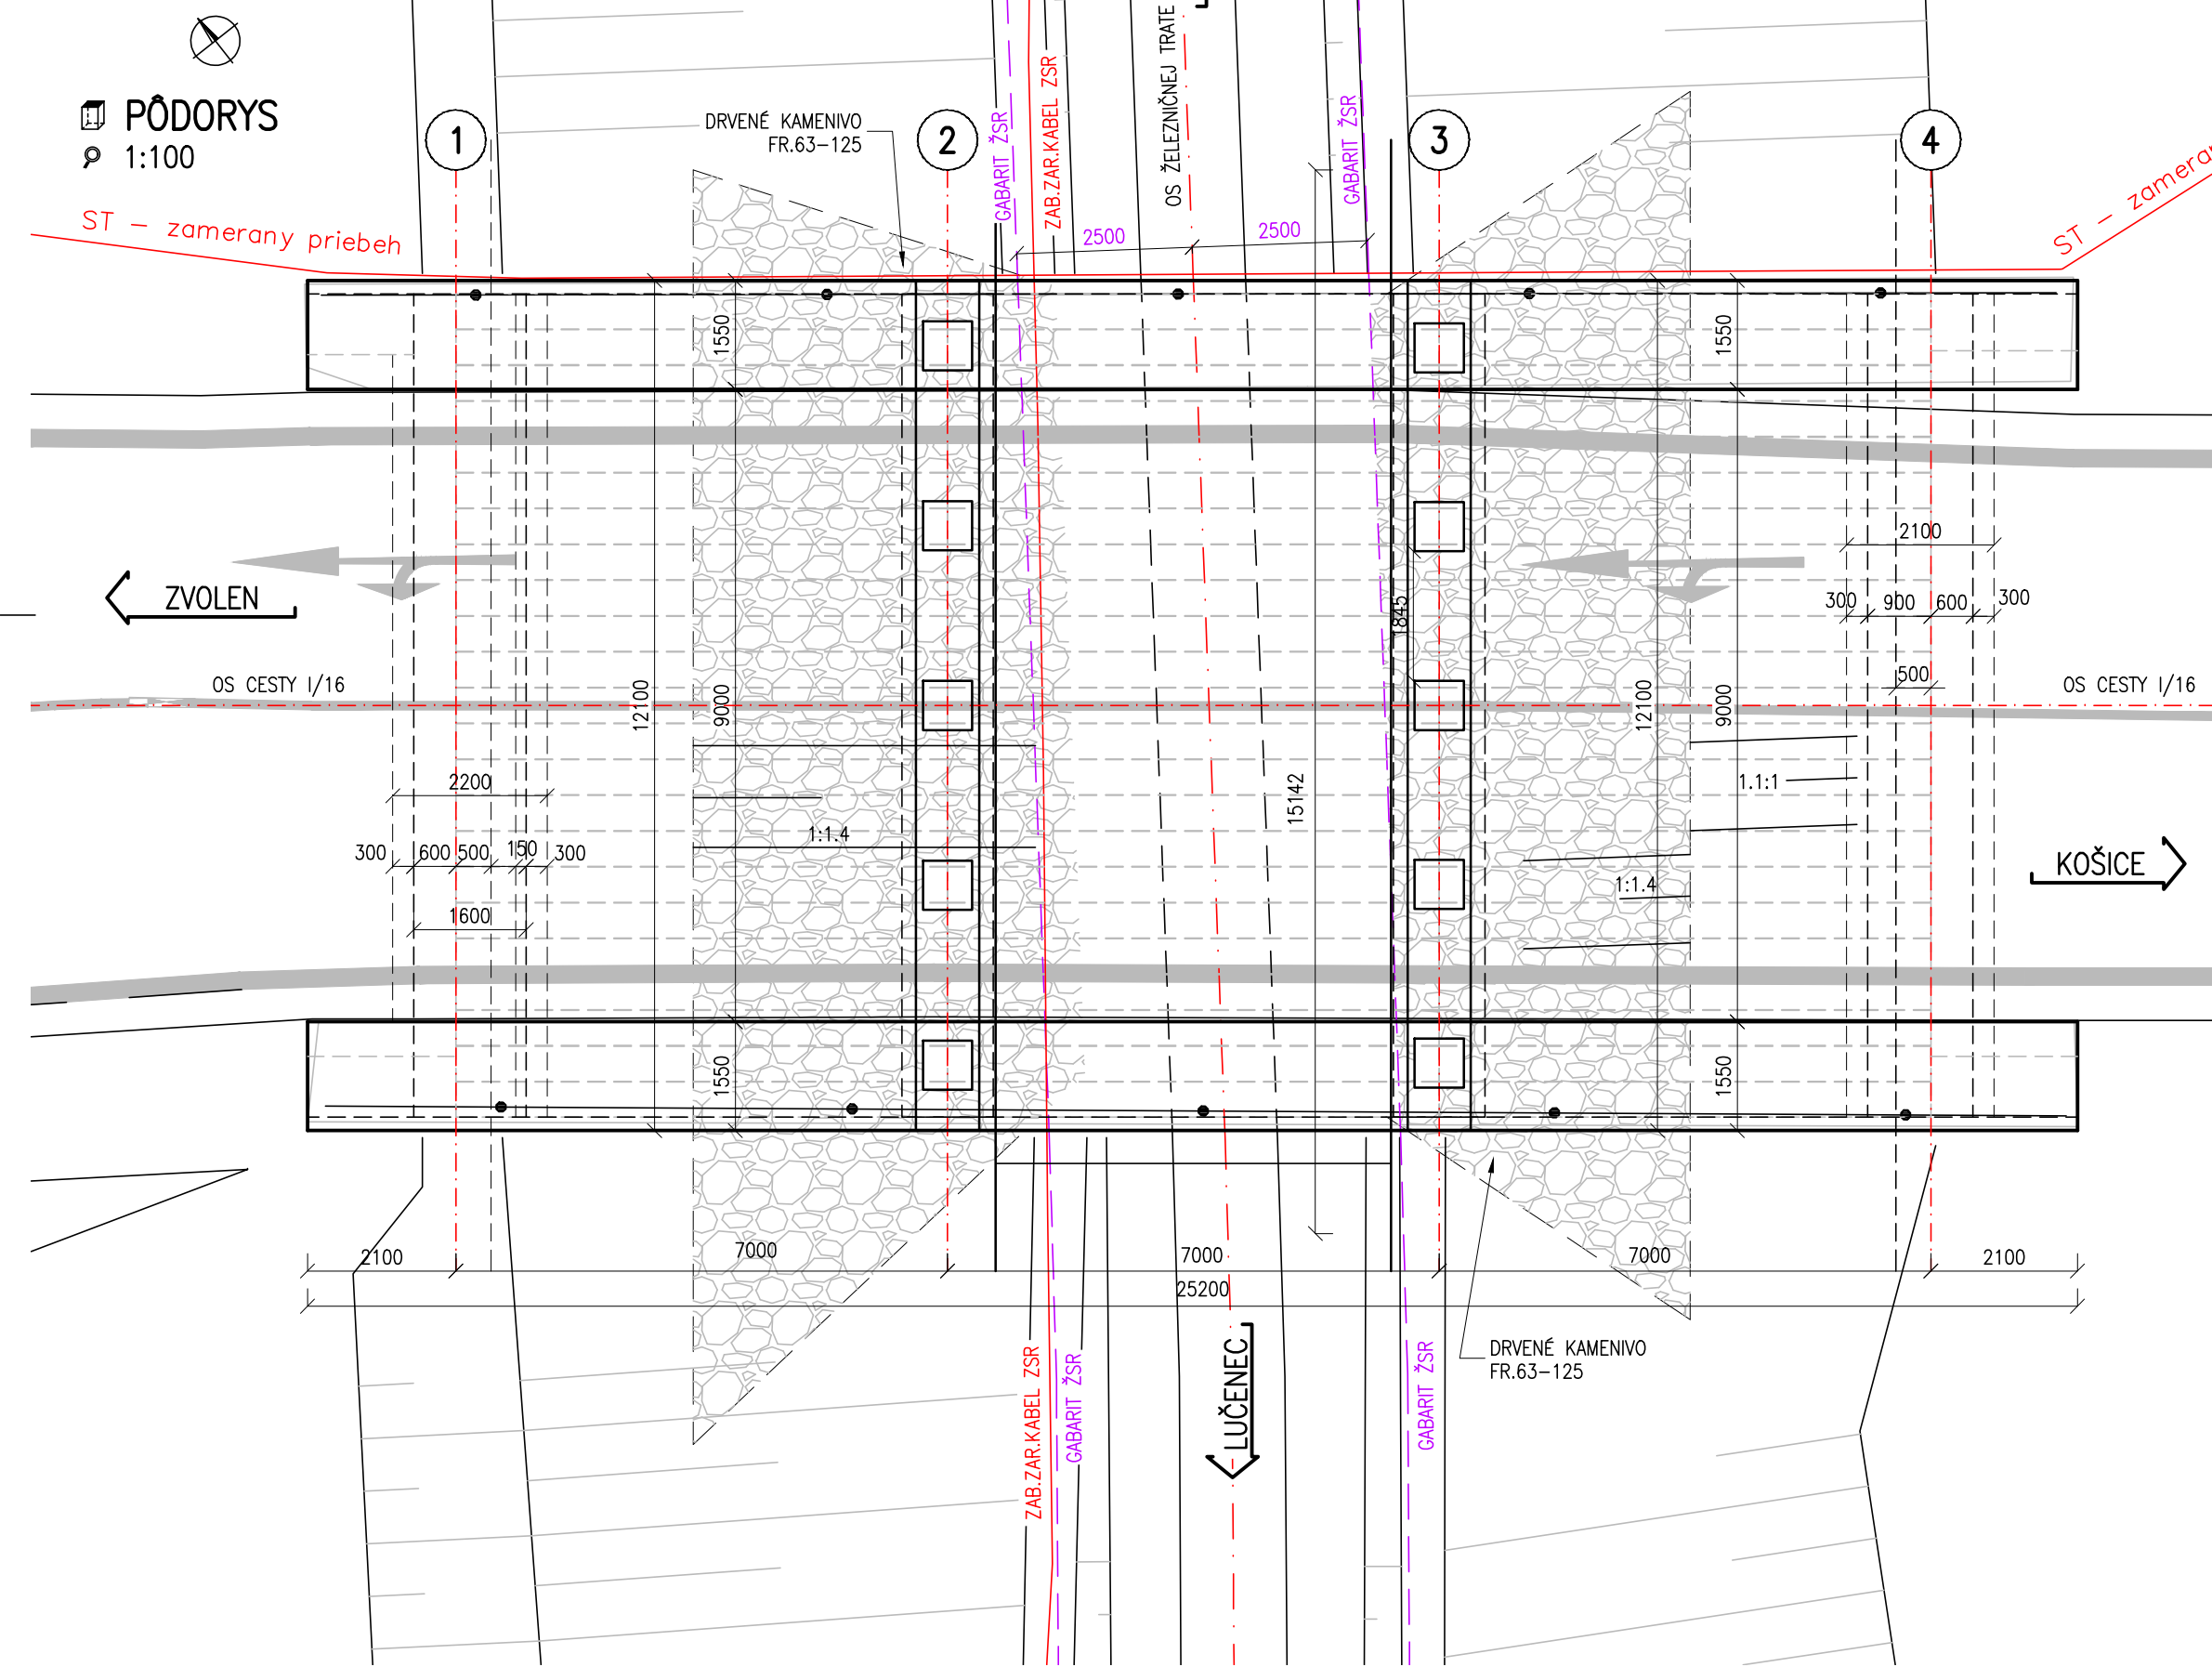 PÔDORYS
1:100
ST – zamerany priebeh
1
2
3
4
DRVENÉ KAMENIVO
FR.63–125
GABARIT ŽSR
ZAB.ZAR.KABEL ZSR
OS ŽELEZNIČNEJ TRATE
GABARIT ŽSR
2500
2500
ST – zameran
1550
1550
ZVOLEN
2100
300
900
600
300
1845
500
OS CESTY I/16
OS CESTY I/16
12100
9000
12100
9000
2200
1:1.4
15142
1.1:1
300
600
500
150
300
1:1.4
KOŠICE
1600
1550
1550
2100
7000
7000
7000
2100
25200
ZAB.ZAR.KABEL ZSR
GABARIT ŽSR
LUČENEC
GABARIT ŽSR
DRVENÉ KAMENIVO
FR.63–125